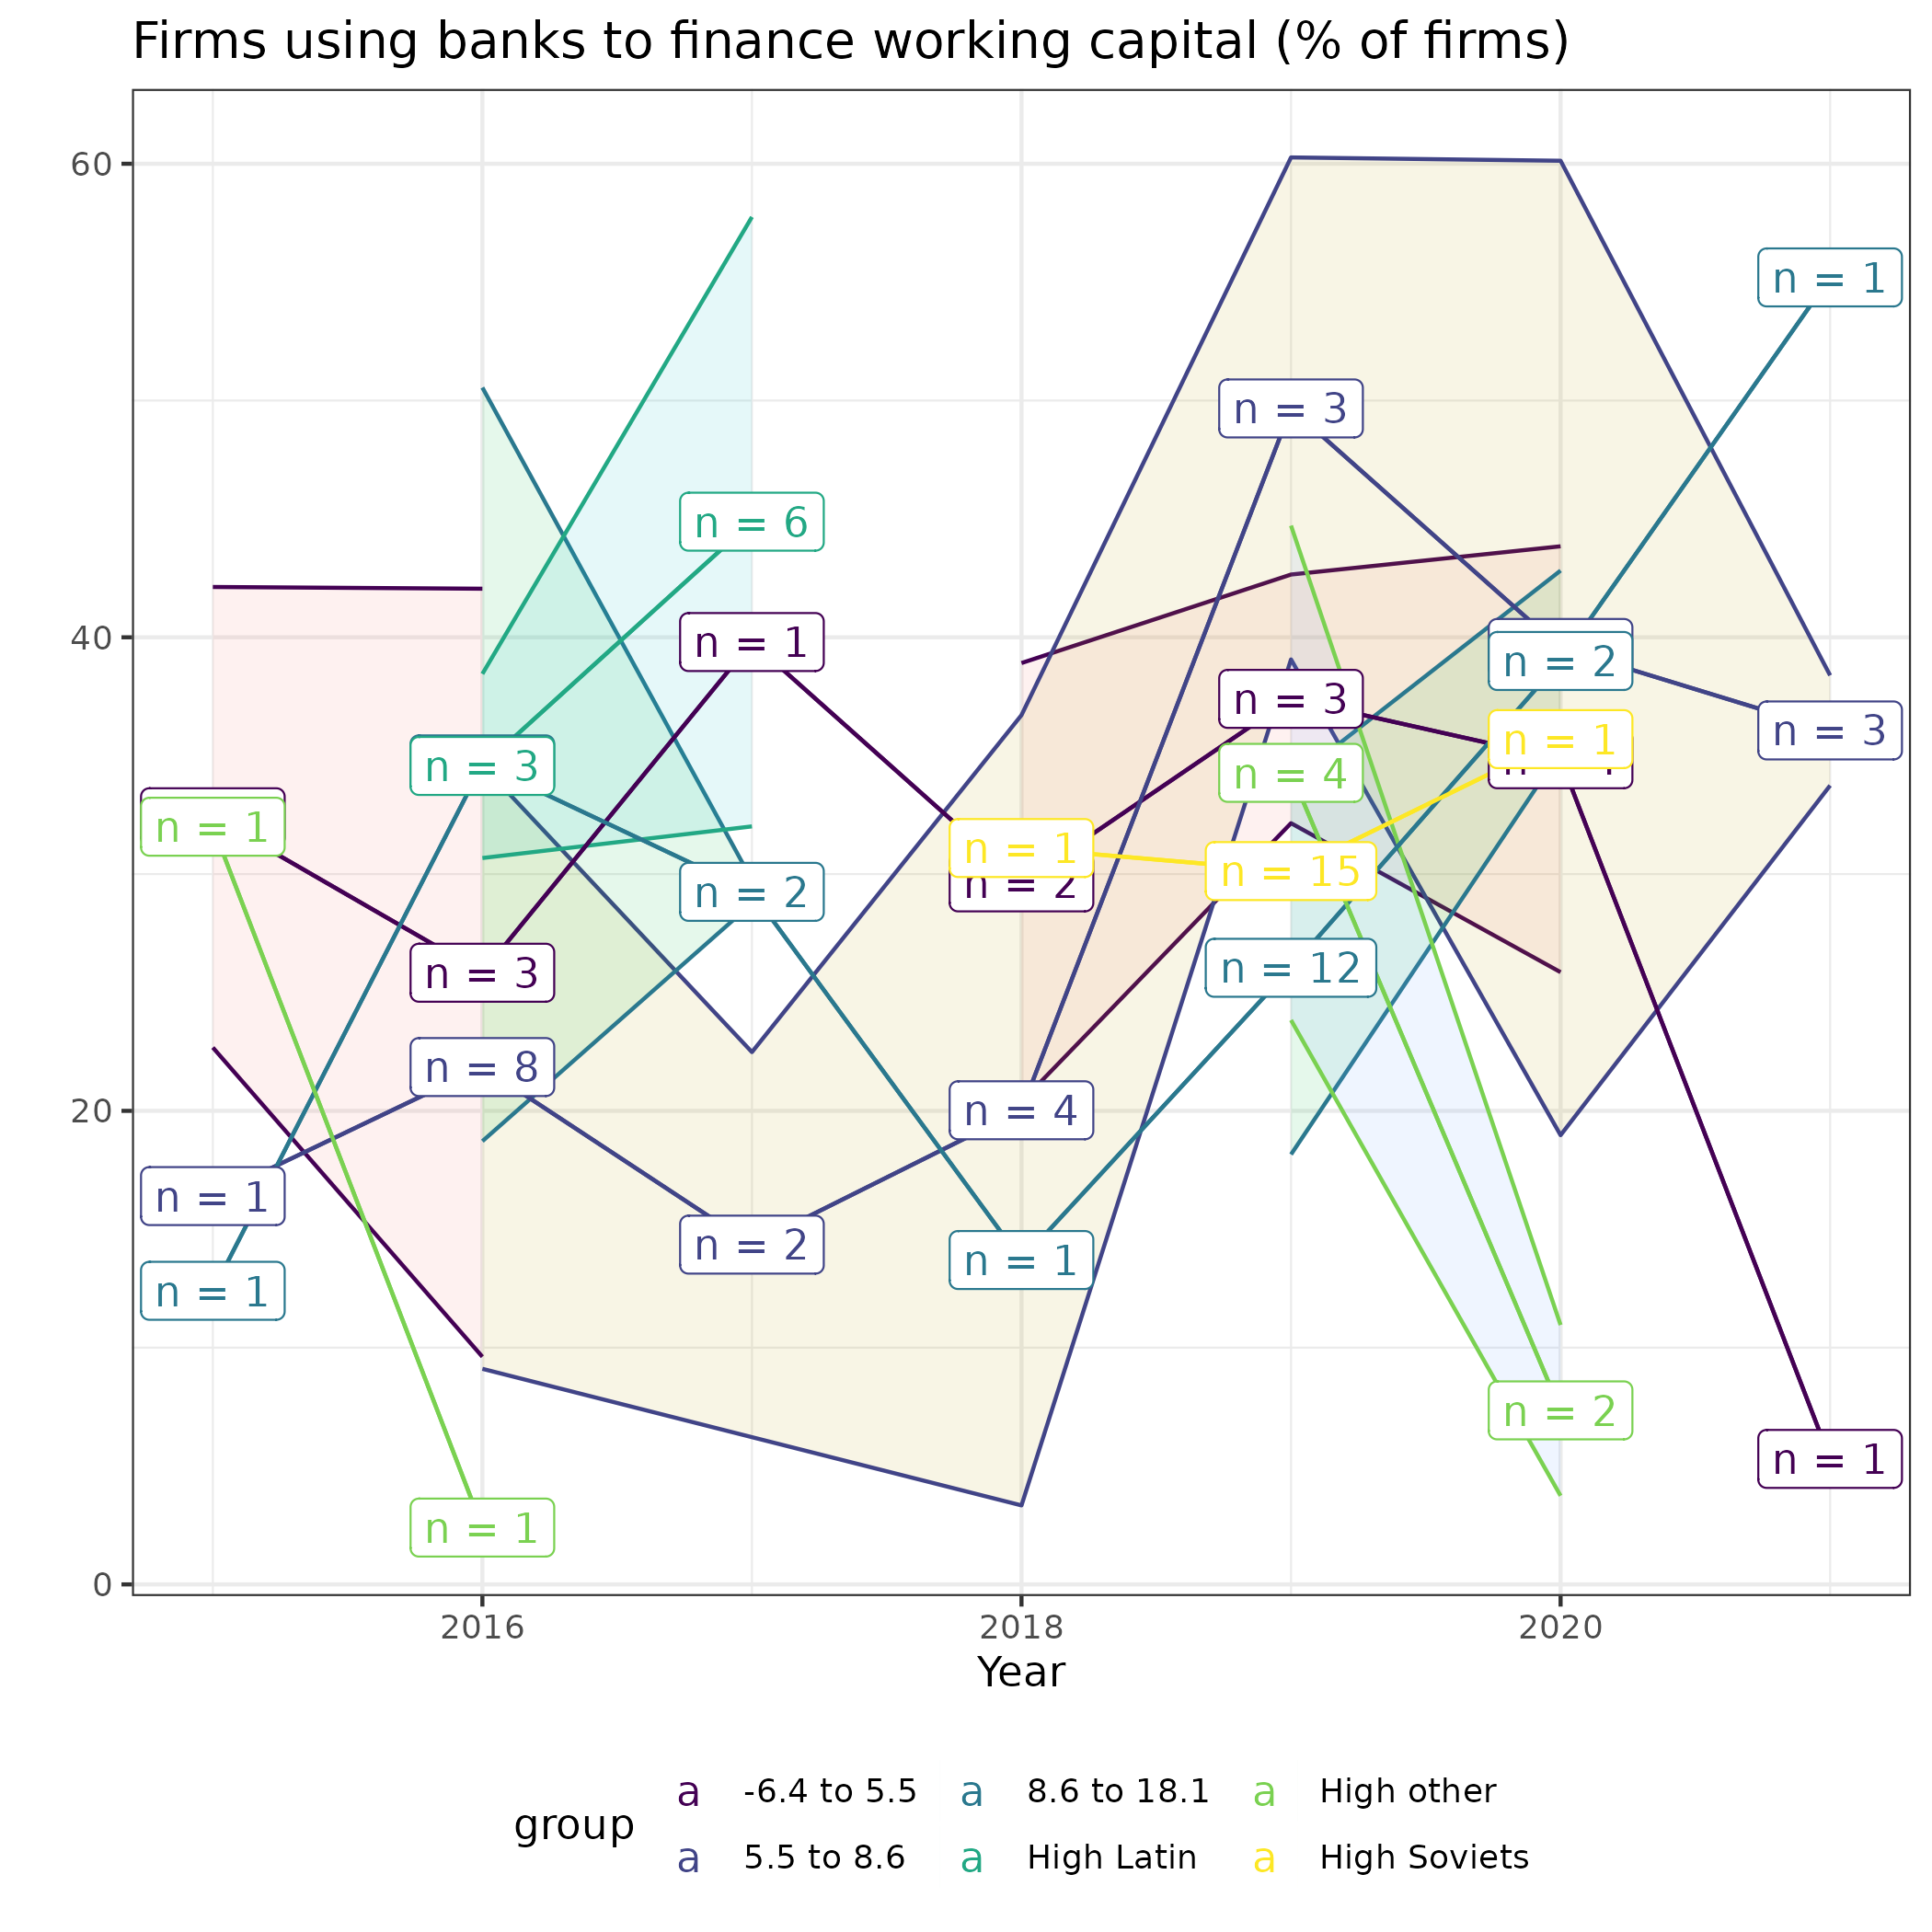 Firms using banks to finance working capital (% of firms)
60
n = 1
n = 3
n = 6
40
n = 1
n = 2
n = 3
n = 3
n = 1
n = 3
n = 4
n = 1
n = 1
n = 2
n = 15
n = 2
n = 3
n = 12
n = 8
20
n = 4
n = 1
n = 2
n = 1
n = 1
n = 2
n = 1
n = 1
0
2016
2018
2020
Year
group
a -6.4 to 5.5 a 8.6 to 18.1 a High other
a 5.5 to 8.6 a High Latin a High Soviets